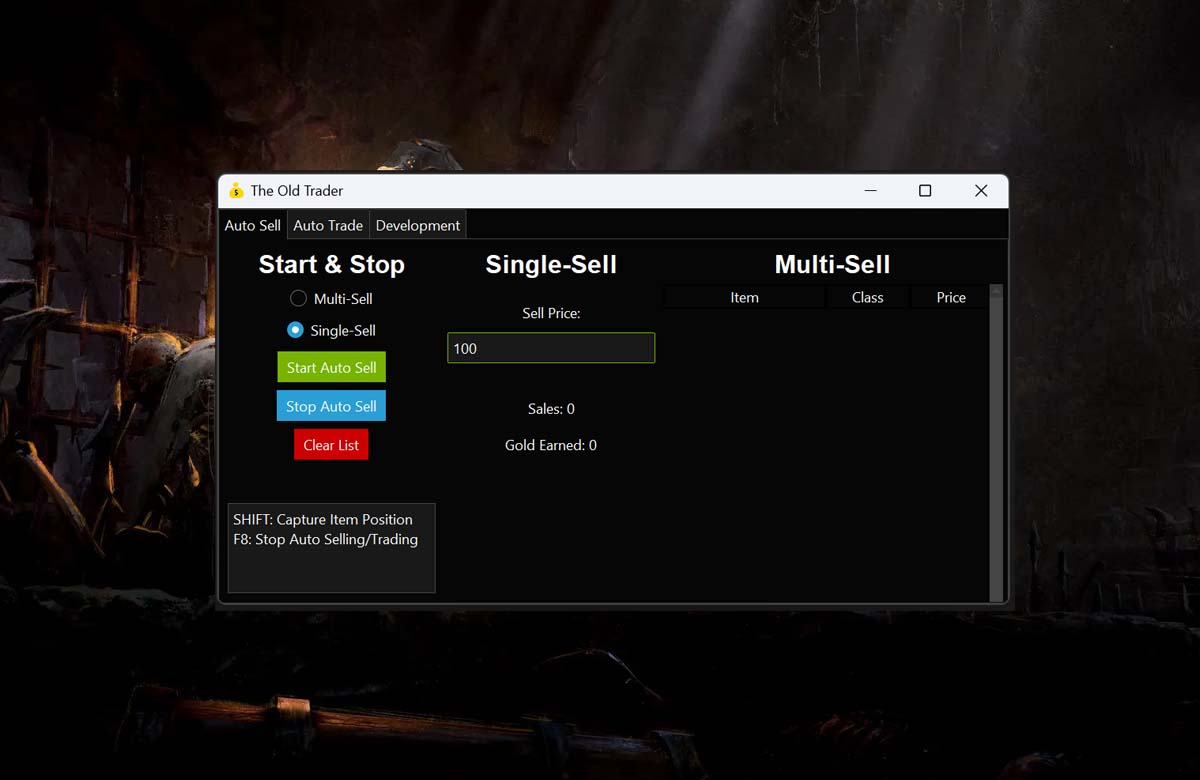 The Old Trader
Auto Sell
Auto Trade
Development
Start & Stop
Multi-Sell
Single-Sell
Start Auto Sell
Stop Auto Sell
Clear List
SHIFT: Capture Item Position
F8: Stop Auto Selling/Trading
Single-Sell
Sell Price:
100
Sales: 0
Gold Earned: 0
Multi-Sell
Item
Class
Price